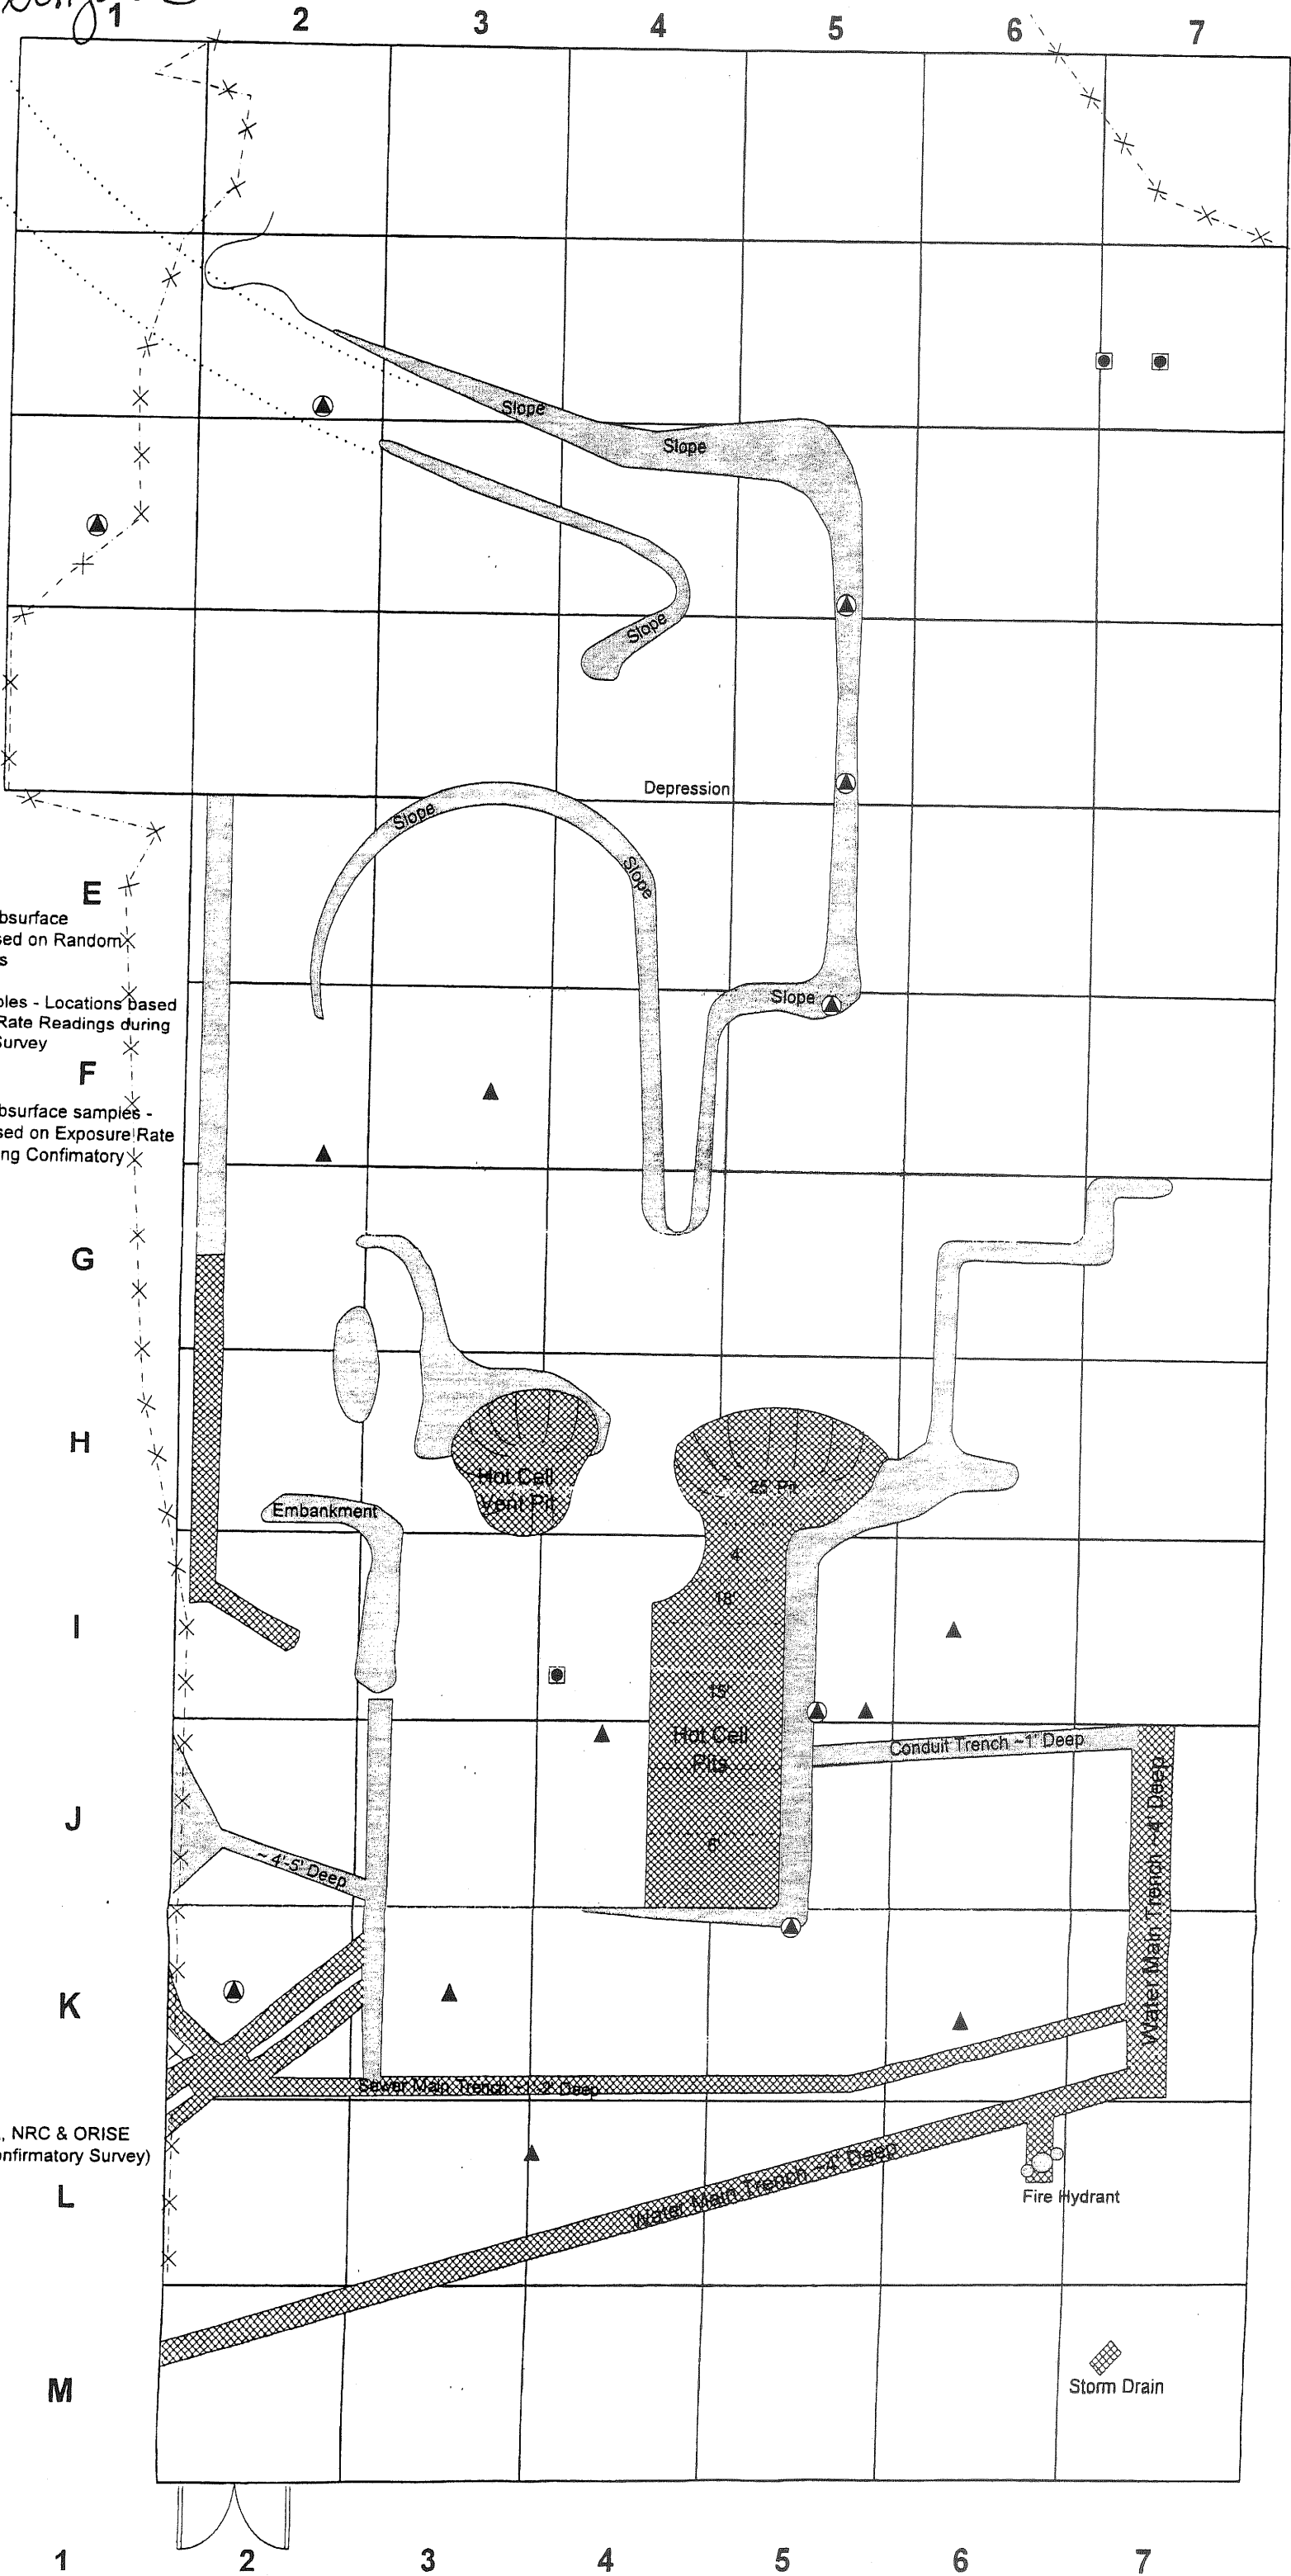 1 2 3 4 5 6 7
Slope
Slope
Slope
Depression
Slope
Slope
E
bsurface
sed on Random
s
Slope
ples - Locations based
Rate Readings during
Survey
F
bsurface samples -
sed on Exposure Rate
ng Confimatory
G
H
Hot Cell
Vent Pit
25' Pit
Embankment
4'
18'
I
15'
Hot Cell
Pits
Conduit Trench ~1' Deep
Water Main Trench ~4' Deep
J
~ 4'-5' Deep
6'
K
Sewer Main Trench ~1'-2' Deep
, NRC & ORISE
onfirmatory Survey)
Water Main Trench ~4' Deep
L
Fire Hydrant
M
Storm Drain
1 2 3 4 5 6 7